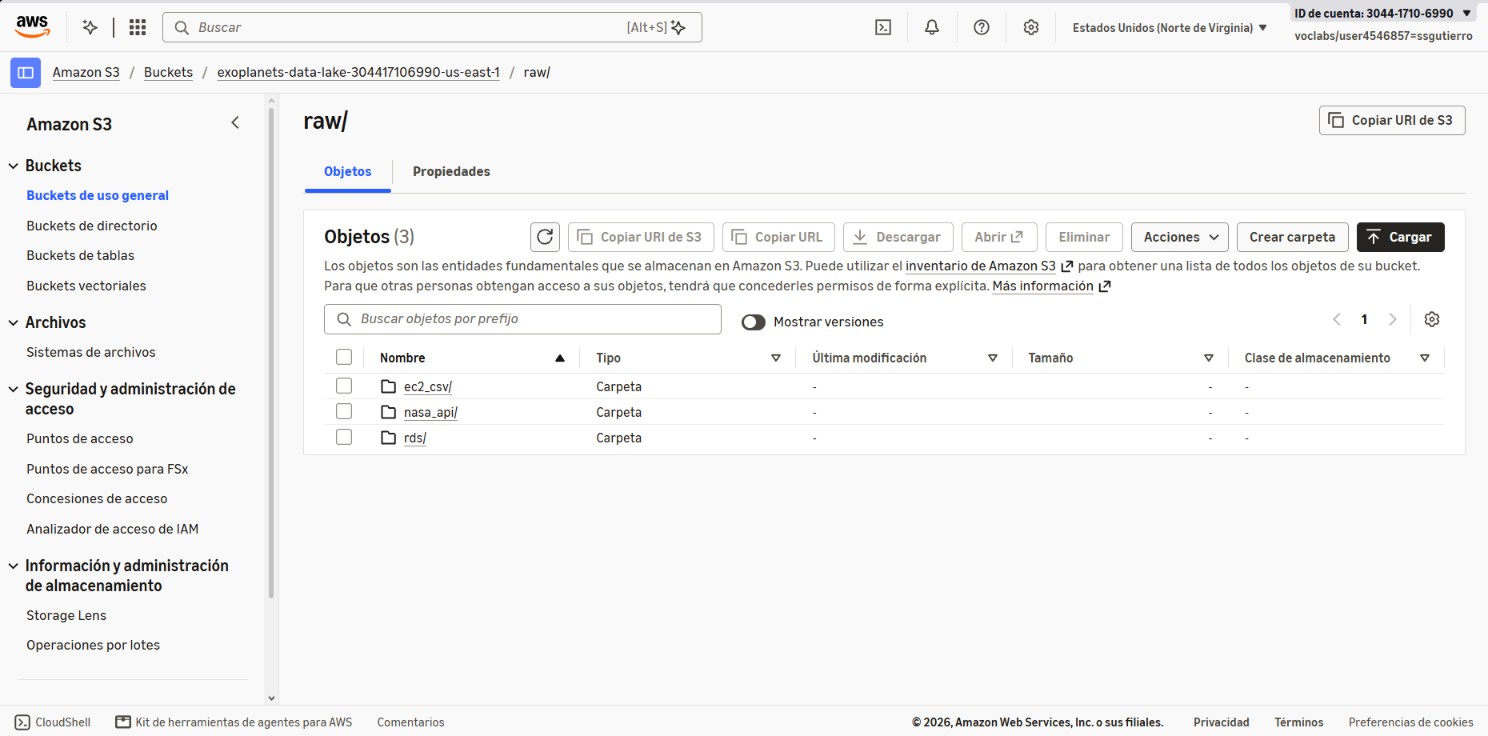 aws
Buscar [Alt+S]
Estados Unidos (Norte de Virginia)
ID de cuenta: 3044-1710-6990
voclabs/user4546857=ssgutierro
Amazon S3 / Buckets / exoplanets-data-lake-304417106990-us-east-1 / raw/
Amazon S3
Buckets
Buckets de uso general
Buckets de directorio
Buckets de tablas
Buckets vectoriales
Archivos
Sistemas de archivos
Seguridad y administración de
acceso
Puntos de acceso
Puntos de acceso para FSx
Concesiones de acceso
Analizador de acceso de IAM
Información y administración
de almacenamiento
Storage Lens
Operaciones por lotes
raw/
Copiar URI de S3
Objetos Propiedades
Objetos (3)
Copiar URI de S3 Copiar URL Descargar Abrir Eliminar Acciones Crear carpeta Cargar
Los objetos son las entidades fundamentales que se almacenan en Amazon S3. Puede utilizar el inventario de Amazon S3 para obtener una lista de todos los objetos de su bucket.
Para que otras personas obtengan acceso a sus objetos, tendrá que concederles permisos de forma explícita. Más información
Buscar objetos por prefijo
Mostrar versiones
1
Nombre Tipo Última modificación Tamaño Clase de almacenamiento
ec2_csv/ Carpeta - - -
nasa_api/ Carpeta - - -
rds/ Carpeta - - -
CloudShell Kit de herramientas de agentes para AWS Comentarios
© 2026, Amazon Web Services, Inc. o sus filiales. Privacidad Términos Preferencias de cookies